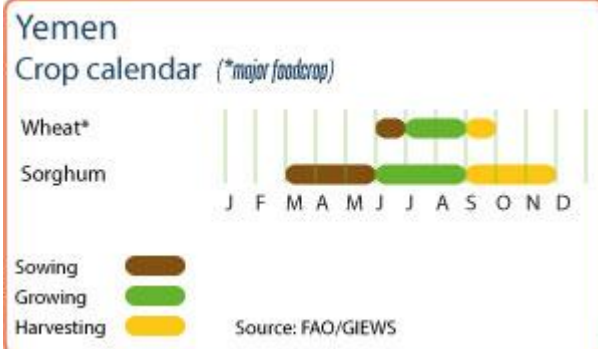 Yemen
Crop calendar (*major foodcrop)
Wheat*
Sorghum
J F M A M J J A S O N D
Sowing
Growing
Harvesting
Source: FAO/GIEWS